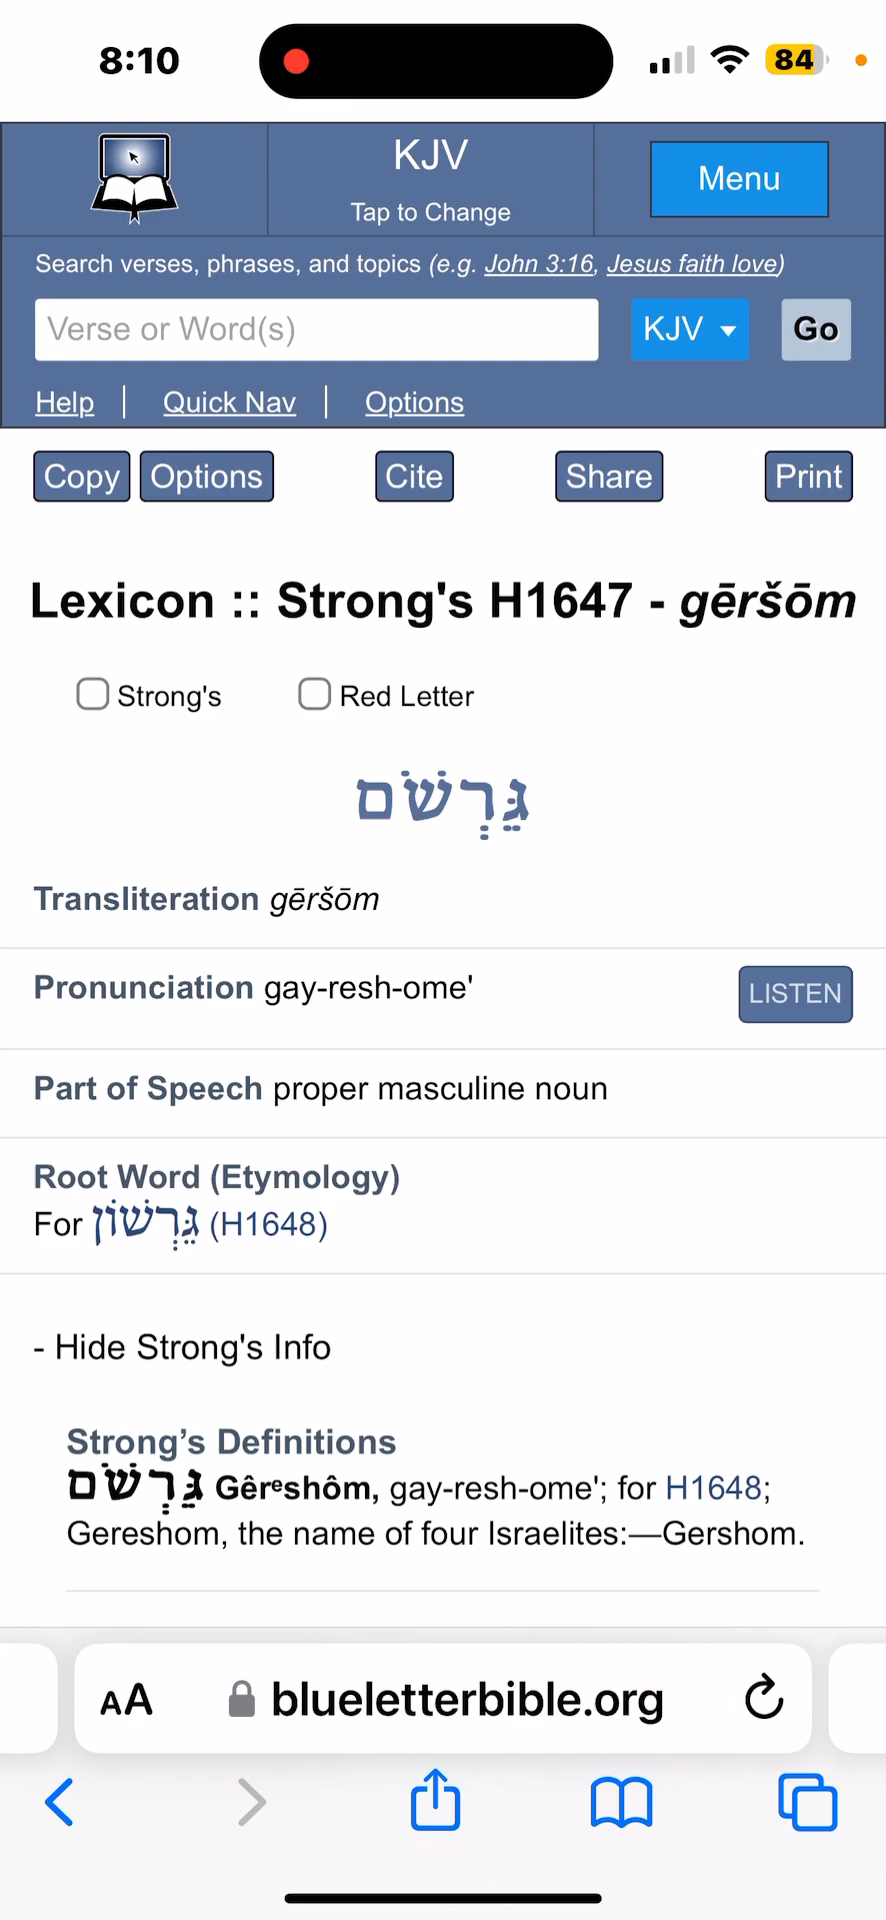 8:10
84
KJV
Tap to Change
Menu
Search verses, phrases, and topics (e.g. John 3:16, Jesus faith love)
Verse or Word(s)
KJV
Go
Help | Quick Nav | Options
Copy Options Cite Share Print
Lexicon :: Strong's H1647 - gēršōm
Strong's Red Letter
גֵּרְשֹׁם
Transliteration gēršōm
Pronunciation gay-resh-ome'
LISTEN
Part of Speech proper masculine noun
Root Word (Etymology)
For גֵּרְשׁוֹן (H1648)
- Hide Strong's Info
Strong’s Definitions
גֵּרְשֹׁם Gêrᵉshôm, gay-resh-ome'; for H1648;
Gereshom, the name of four Israelites:—Gershom.
AA blueletterbible.org